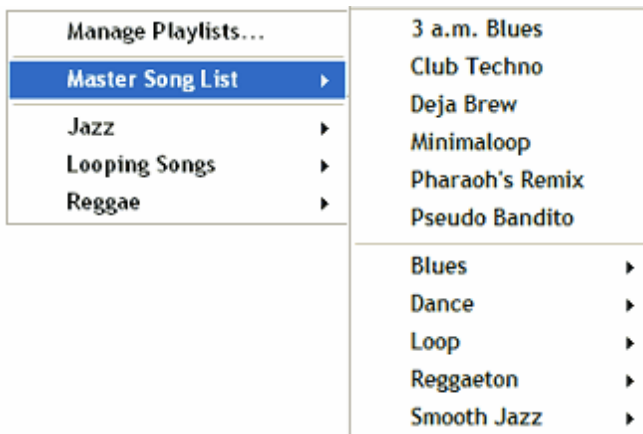 Manage Playlists...
Master Song List
Jazz
Looping Songs
Reggae
3 a.m. Blues
Club Techno
Deja Brew
Minimaloop
Pharaoh's Remix
Pseudo Bandito
Blues
Dance
Loop
Reggaeton
Smooth Jazz